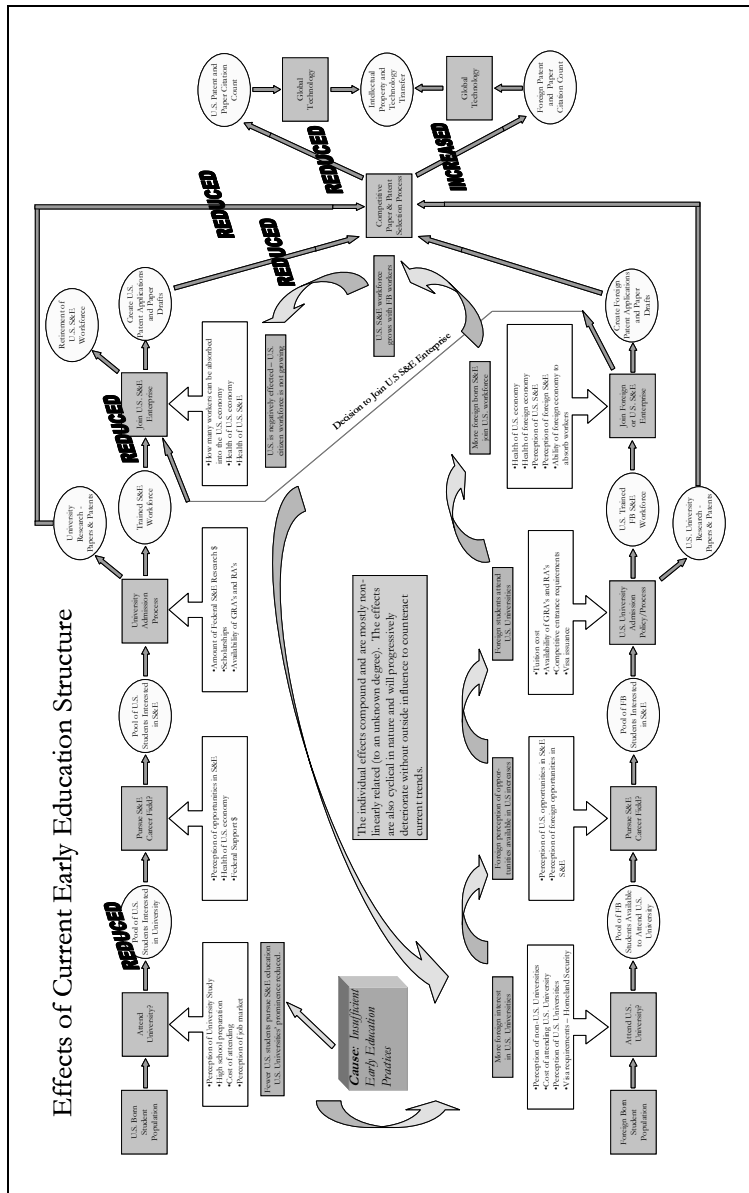 Effects of Current Early Education Structure
U.S. Born
Student
Population
Attend
University?
Pool of U.S.
Students Interested
in University
REDUCED
Pursue S&E
Career Field?
Pool of U.S.
Students Interested
in S&E
University
Admission
Process
University
Research -
Papers & Patents
Trained S&E
Workforce
REDUCED
Join U.S. S&E
Enterprise
Retirement of
U.S. S&E
Workforce
Create U.S.
Patent Applications
and Paper
Drafts
REDUCED
REDUCED
REDUCED
U.S. Patent and
Paper Citation
Count
Global
Technology
Intellectual
Property and
Technology
Transfer
Global
Technology
Foreign Patent
and Paper
Citation Count
INCREASED
Competitive
Paper & Patent
Selection Process
•Perception of University Study
•High school preparation
•Cost of attending
•Perception of job market
•Perception of opportunities in S&E
•Health of U.S. economy
•Federal Support $
•Amount of Federal S&E Research $
•Scholarships
•Availability of GRA's and RA's
•How many workers can be absorbed
into the U.S. economy
•Health of U.S. economy
•Health of U.S. S&E
Fewer U.S. students pursue S&E education
U.S. Universities' prominence reduced.
U.S. is negatively effected – U.S.
citizen workforce is not growing
U.S. S&E workforce
grows with FB workers
Decision to Join U.S S&E Enterprise
Cause: Insufficient
Early Education
Practices
The individual effects compound and are mostly non-
linearly related (to an unknown degree). The effects
are also cyclical in nature and will progressively
deteriorate without outside influence to counteract
current trends.
More foreign interest
in U.S. Universities
Foreign perception of oppor-
tunities available in U.S increases
Foreign students attend
U.S. Universities
More foreign born S&E
join U.S. workforce
•Perception of non-U.S. Universities
•Cost of attending U.S. University
•Perception of U.S. Universities
•Visa requirements – Homeland Security
•Perception of U.S. opportunities in S&E
•Perception of foreign opportunities in
S&E
•Tuition cost
•Availability of GRA's and RA's
•Competitive entrance requirements
•Visa issuance
•Health of U.S. economy
•Health of foreign economy
•Perception of U.S. S&E
•Perception of foreign S&E
•Ability of foreign economy to
absorb workers
Foreign Born
Student
Population
Attend U.S.
University?
Pool of FB
Students Available
to Attend U.S.
University
Pursue S&E
Career Field?
Pool of FB
Students Interested
in S&E
U.S. University
Admission
Policy/Process
U.S. University
Research -
Papers & Patents
U.S. Trained
FB S&E
Workforce
Join Foreign
or U.S. S&E
Enterprise
Create Foreign
Patent Applications
and Paper
Drafts